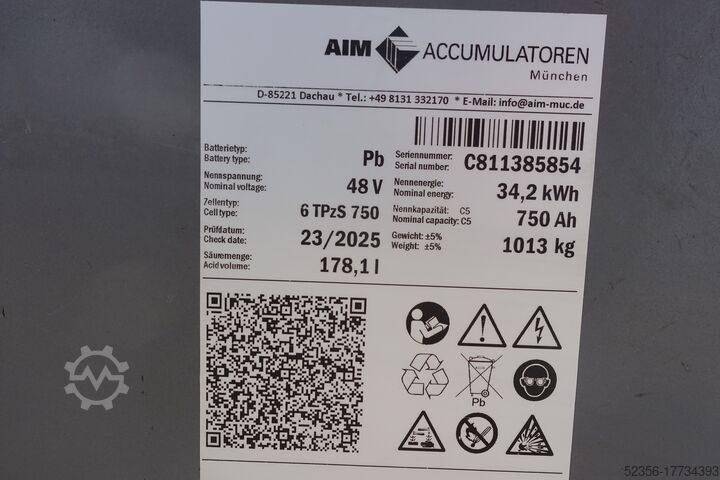 AIM ACCUMULATOREN
München
D-85221 Dachau * Tel.: +49 8131 332170 * E-Mail: info@aim-muc.de
Batterietyp:
Battery type: Pb
Seriennummer:
Serial number: C811385854
Nennspannung:
Nominal voltage: 48 V
Nennenergie:
Nominal energy: 34,2 kWh
Zellentyp:
Cell type: 6 TPzS 750
Nennkapazität: C5
Nominal capacity: C5 750 Ah
Prüfdatum:
Check date: 23/2025
Gewicht: ±5%
Weight: ±5% 1013 kg
Säuremenge:
Acid volume: 178,1 l
Pb
52356-17734393